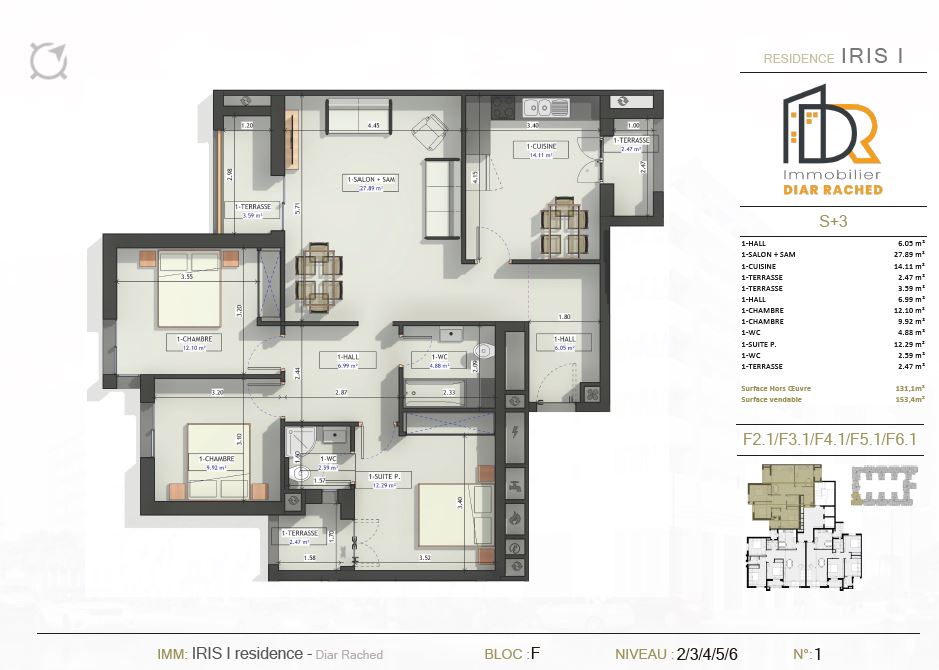 RESIDENCE IRIS I
DR
Immobilier
DIAR RACHED
S+3
1-HALL 6.05 m²
1-SALON + SAM 27.89 m²
1-CUISINE 14.11 m²
1-TERRASSE 2.47 m²
1-TERRASSE 3.59 m²
1-HALL 6.99 m²
1-CHAMBRE 12.10 m²
1-CHAMBRE 9.92 m²
1-WC 4.88 m²
1-SUITE P. 12.29 m²
1-WC 2.59 m²
1-TERRASSE 2.47 m²
Surface Hors Œuvre 131,1m²
Surface vendable 153,4m²
F2.1/F3.1/F4.1/F5.1/F6.1
1.20
4.45
3.40
1.00
1-CUISINE
14.11 m²
1-TERRASSE
2.47 m²
2.47
2.98
4.15
1-SALON + SAM
27.89 m²
1-TERRASSE
3.59 m²
5.71
3.55
3.20
1-CHAMBRE
12.10 m²
1.80
1-HALL
6.05 m²
1-HALL
6.99 m²
1-WC
4.88 m²
2.09
2.44
3.20
2.87
2.33
3.10
1-CHAMBRE
9.92 m²
1.60
1-WC
2.59 m²
1.57
1-SUITE P.
12.29 m²
3.40
1-TERRASSE
2.47 m²
1.70
1.58
3.52
IMM: IRIS I residence - Diar Rached
BLOC : F
NIVEAU : 2/3/4/5/6
N°: 1